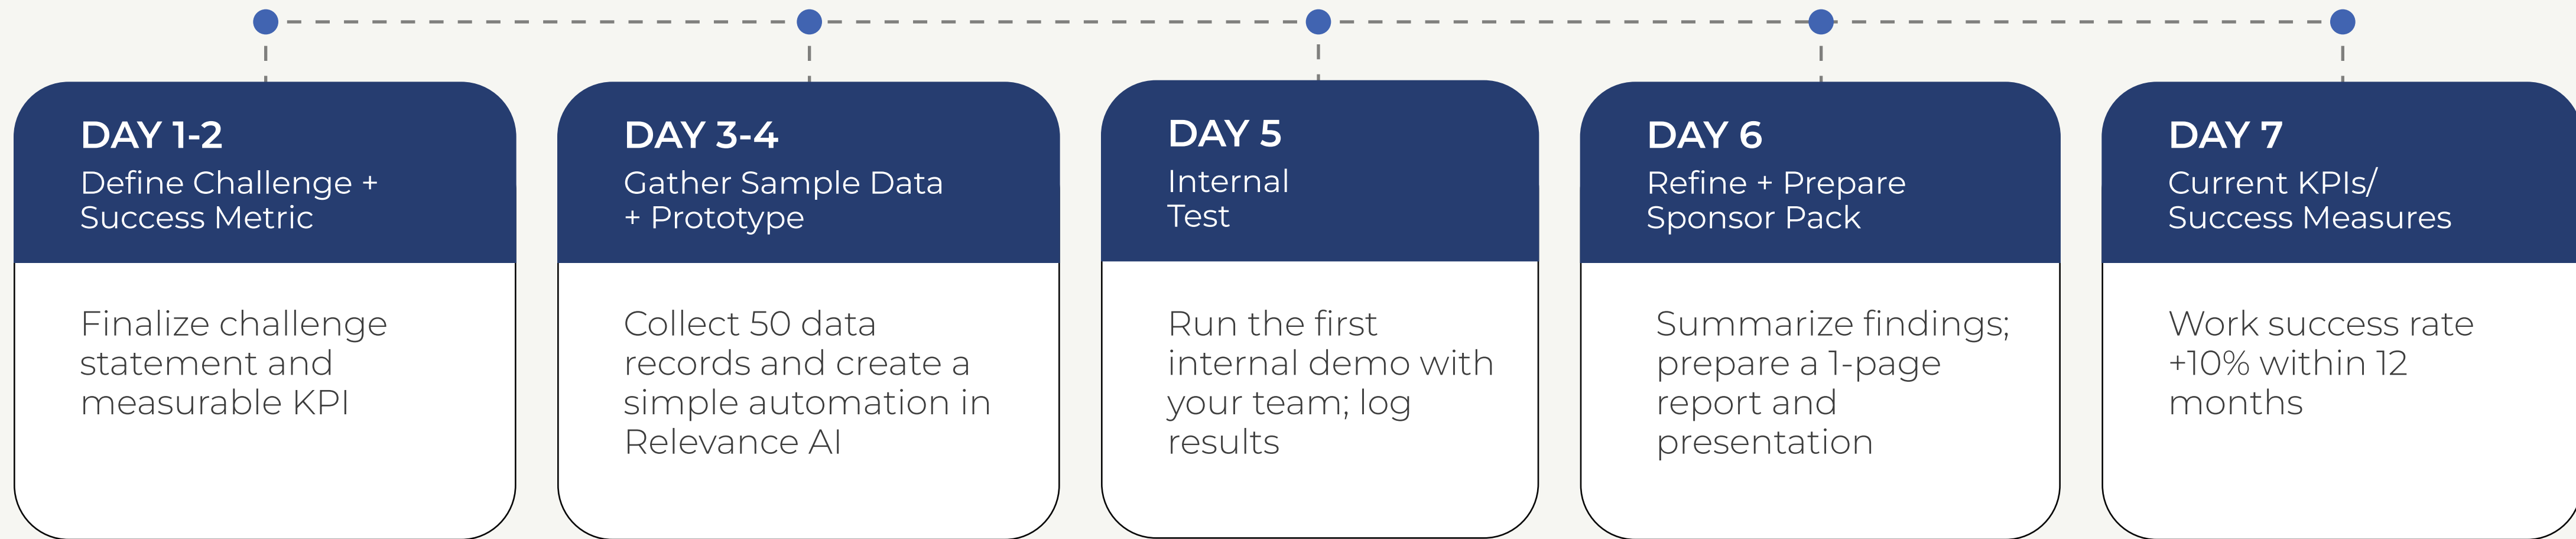 DAY 1-2
Define Challenge +
Success Metric
Finalize challenge
statement and
measurable KPI
DAY 3-4
Gather Sample Data
+ Prototype
Collect 50 data
records and create a
simple automation in
Relevance AI
DAY 5
Internal
Test
Run the first
internal demo with
your team; log
results
DAY 6
Refine + Prepare
Sponsor Pack
Summarize findings;
prepare a 1-page
report and
presentation
DAY 7
Current KPIs/
Success Measures
Work success rate
+10% within 12
months